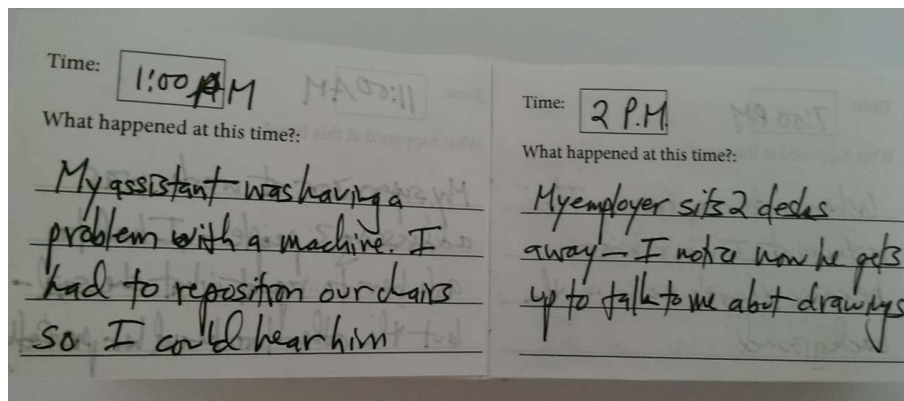 Time: 1:00 PM
What happened at this time?:
My assistant was having a
problem with a machine. I
had to reposition our chairs
so I could hear him
Time: 2 P.M.
What happened at this time?:
My employer sits 2 desks
away – I notice now he gets
up to talk to me about drawings